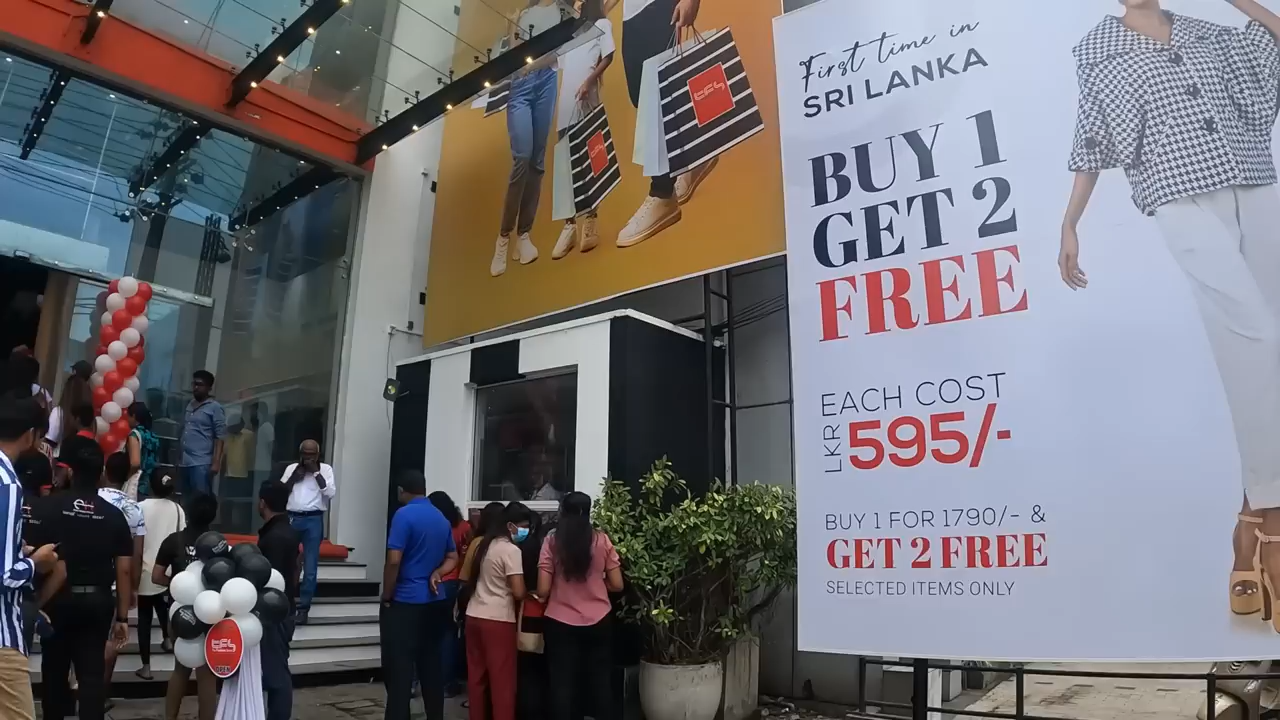 First time in
SRI LANKA
BUY 1
GET 2
FREE
EACH COST
LKR 595/-
BUY 1 FOR 1790/- &
GET 2 FREE
SELECTED ITEMS ONLY
OPEN